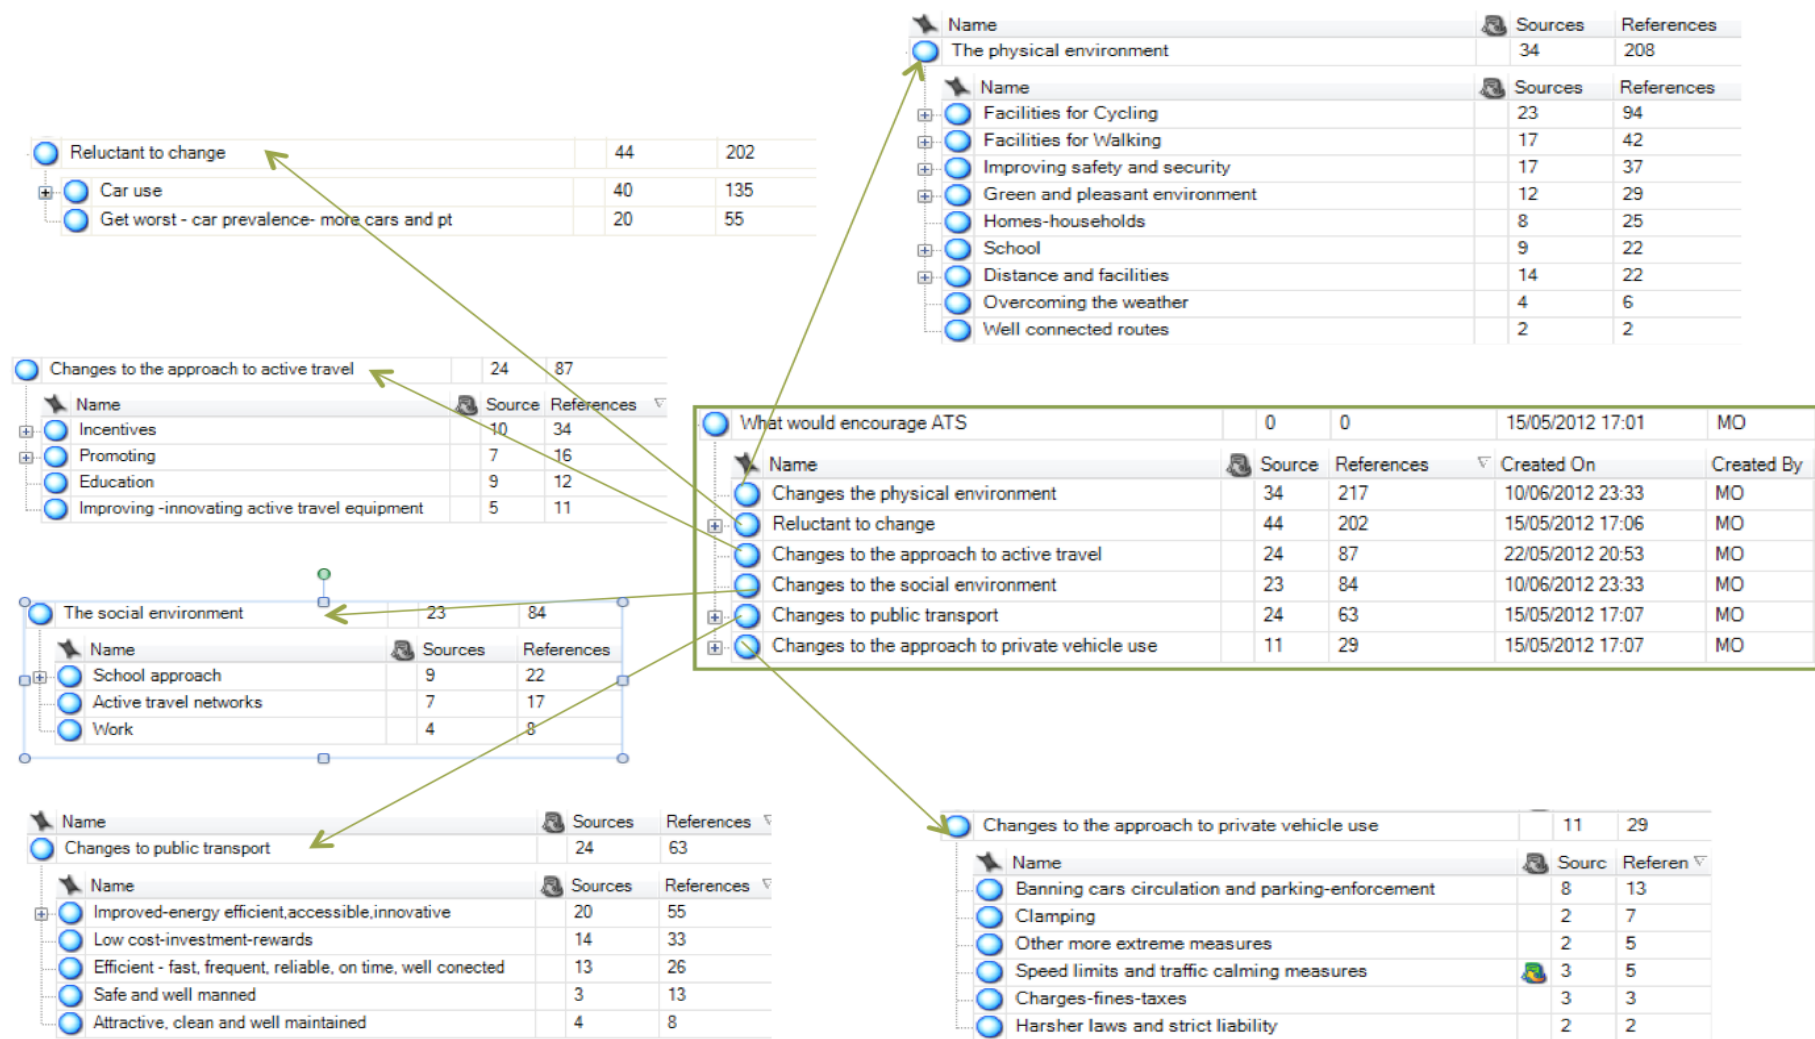 Name Sources References
The physical environment 34 208
Name Sources References
Facilities for Cycling 23 94
Facilities for Walking 17 42
Improving safety and security 17 37
Green and pleasant environment 12 29
Homes-households 8 25
School 9 22
Distance and facilities 14 22
Overcoming the weather 4 6
Well connected routes 2 2
Reluctant to change 44 202
Car use 40 135
Get worst - car prevalence- more cars and pt 20 55
Changes to the approach to active travel 24 87
Name Source References
Incentives 10 34
Promoting 7 16
Education 9 12
Improving -innovating active travel equipment 5 11
What would encourage ATS 0 0 15/05/2012 17:01 MO
Name Source References Created On Created By
Changes the physical environment 34 217 10/06/2012 23:33 MO
Reluctant to change 44 202 15/05/2012 17:06 MO
Changes to the approach to active travel 24 87 22/05/2012 20:53 MO
Changes to the social environment 23 84 10/06/2012 23:33 MO
Changes to public transport 24 63 15/05/2012 17:07 MO
Changes to the approach to private vehicle use 11 29 15/05/2012 17:07 MO
The social environment 23 84
Name Sources References
School approach 9 22
Active travel networks 7 17
Work 4 8
Name Sources References
Changes to public transport 24 63
Name Sources References
Improved-energy efficient,accessible,innovative 20 55
Low cost-investment-rewards 14 33
Efficient - fast, frequent, reliable, on time, well conected 13 26
Safe and well manned 3 13
Attractive, clean and well maintained 4 8
Changes to the approach to private vehicle use 11 29
Name Sourc Referen
Banning cars circulation and parking-enforcement 8 13
Clamping 2 7
Other more extreme measures 2 5
Speed limits and traffic calming measures 3 5
Charges-fines-taxes 3 3
Harsher laws and strict liability 2 2